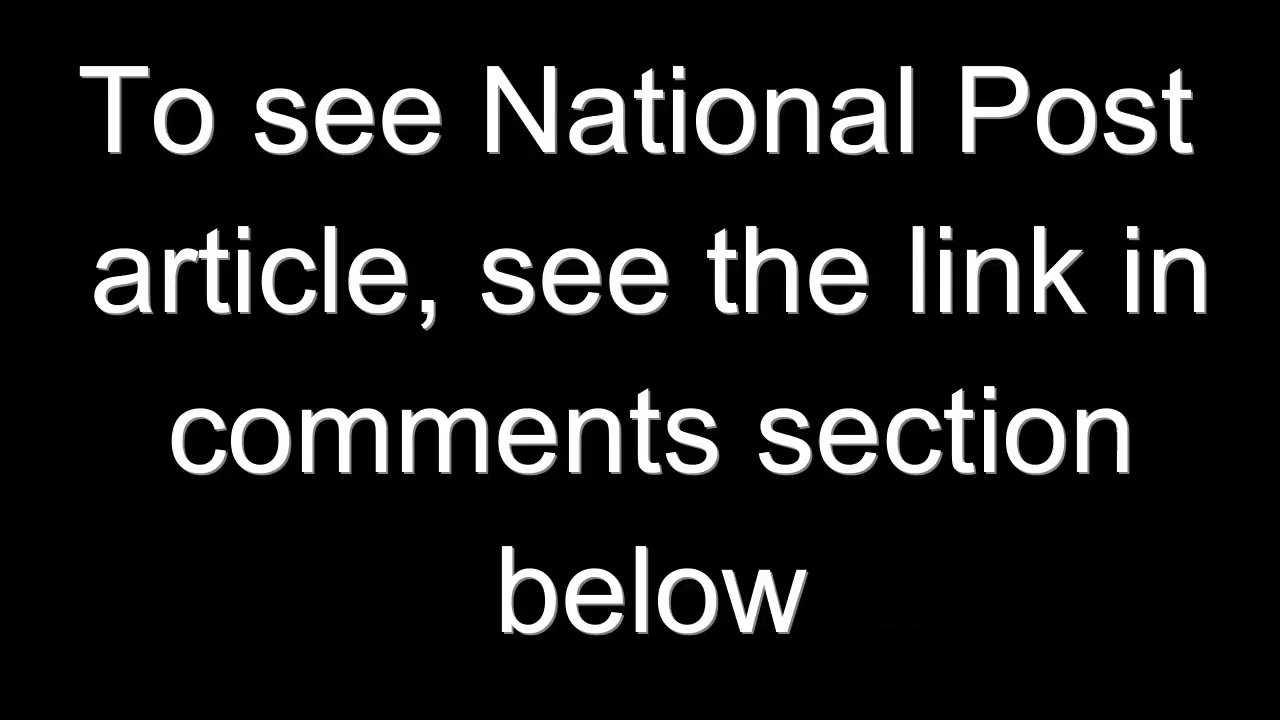 To see National Post
article, see the link in
comments section
below